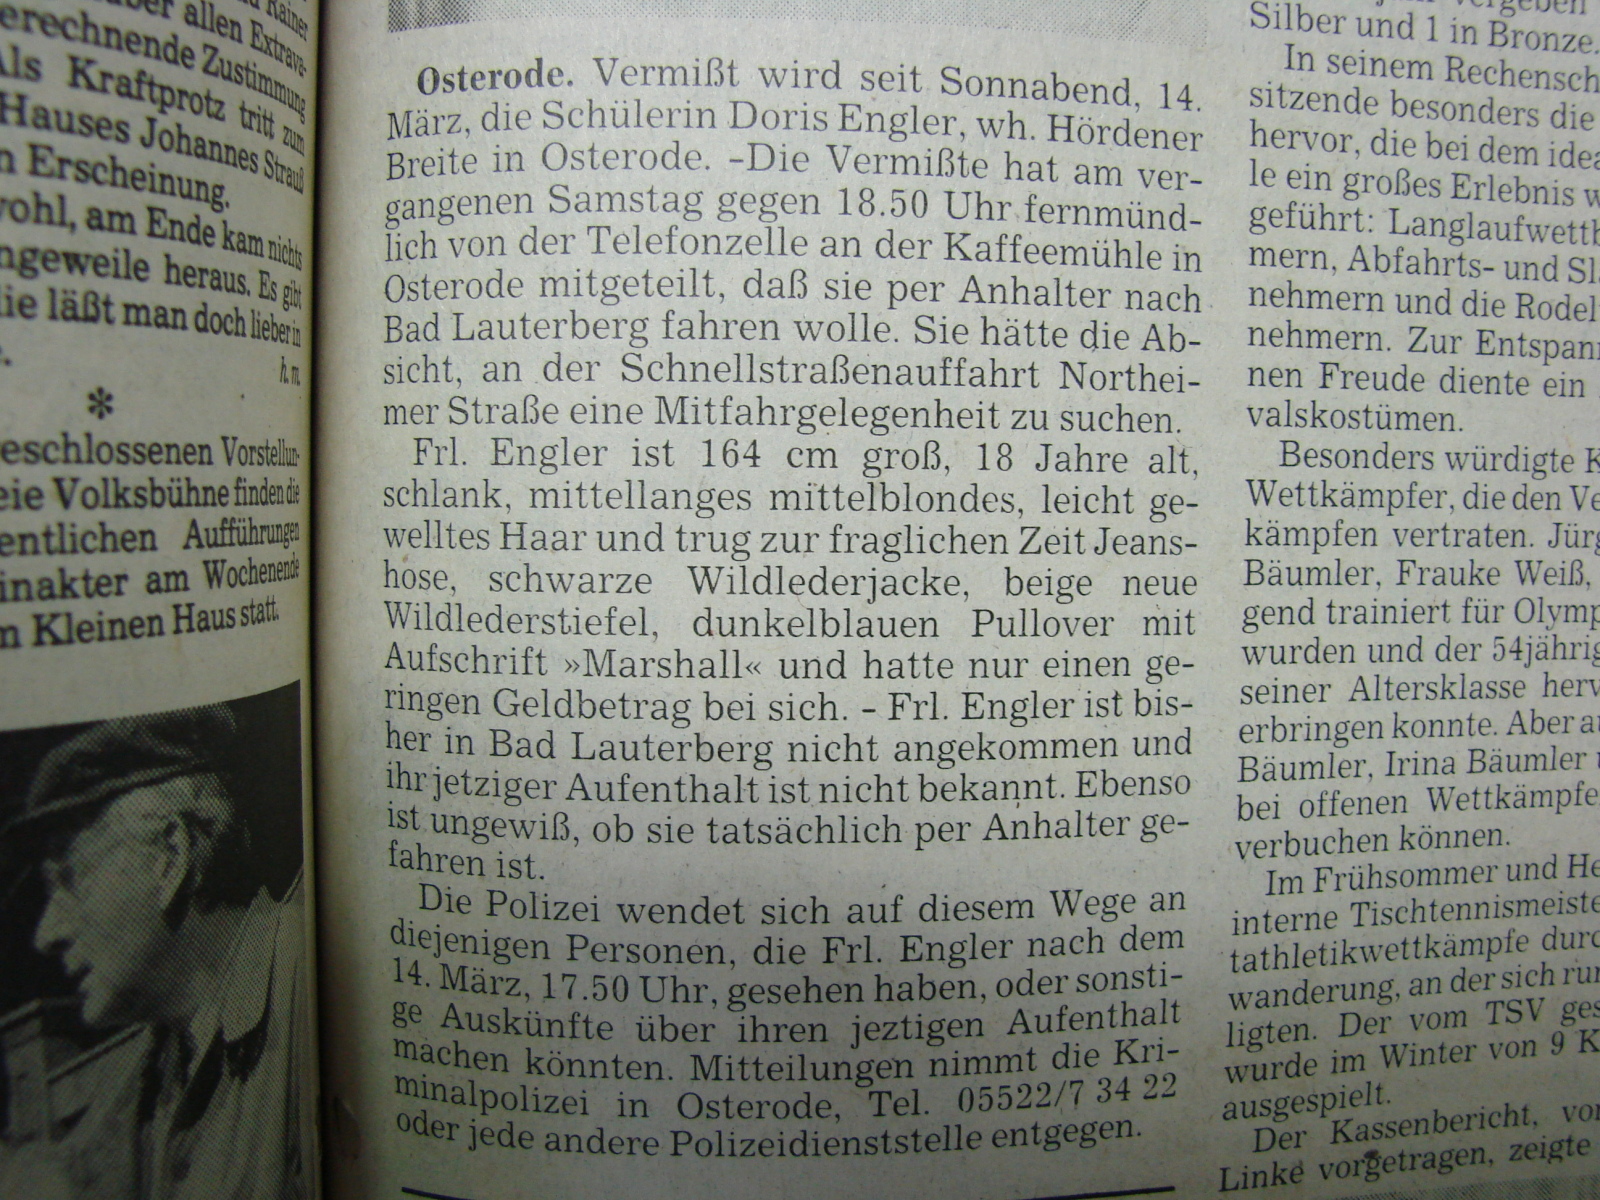 allen Extrava-
erechnende Zustimmung
Als Kraftprotz tritt zum
Hauses Johannes Strauß
n Erscheinung.
wohl, am Ende kam nichts
ngeweile heraus. Es gibt
die läßt man doch lieber in
h. m.
*
eschlossenen Vorstellun-
eie Volksbühne finden die
entlichen Aufführungen
inakter am Wochenende
m Kleinen Haus statt.
Osterode. Vermißt wird seit Sonnabend, 14.
März, die Schülerin Doris Engler, wh. Hördener
Breite in Osterode. –Die Vermißte hat am ver-
gangenen Samstag gegen 18.50 Uhr fernmünd-
lich von der Telefonzelle an der Kaffeemühle in
Osterode mitgeteilt, daß sie per Anhalter nach
Bad Lauterberg fahren wolle. Sie hätte die Ab-
sicht, an der Schnellstraßenauffahrt Northei-
mer Straße eine Mitfahrgelegenheit zu suchen.
Frl. Engler ist 164 cm groß, 18 Jahre alt,
schlank, mittellanges mittelblondes, leicht ge-
welltes Haar und trug zur fraglichen Zeit Jeans-
hose, schwarze Wildlederjacke, beige neue
Wildlederstiefel, dunkelblauen Pullover mit
Aufschrift »Marshall« und hatte nur einen ge-
ringen Geldbetrag bei sich. – Frl. Engler ist bis-
her in Bad Lauterberg nicht angekommen und
ihr jetziger Aufenthalt ist nicht bekannt. Ebenso
ist ungewiß, ob sie tatsächlich per Anhalter ge-
fahren ist.
Die Polizei wendet sich auf diesem Wege an
diejenigen Personen, die Frl. Engler nach dem
14. März, 17.50 Uhr, gesehen haben, oder sonsti-
ge Auskünfte über ihren jeztigen Aufenthalt
machen könnten. Mitteilungen nimmt die Kri-
minalpolizei in Osterode, Tel. 05522/7 34 22
oder jede andere Polizeidienststelle entgegen.
vergeben
Silber und 1 in Bronze.
In seinem Rechensch
sitzende besonders die
hervor, die bei dem idea
le ein großes Erlebnis w
geführt: Langlaufwettb
mern, Abfahrts- und Sl
nehmern und die Rodel
nehmern. Zur Entspann
nen Freude diente ein
valskostümen.
Besonders würdigte K
Wettkämpfer, die den Ve
kämpfen vertraten. Jürg
Bäumler, Frauke Weiß,
gend trainiert für Olymp
wurden und der 54jährig
seiner Altersklasse herv
erbringen konnte. Aber a
Bäumler, Irina Bäumler
bei offenen Wettkämpfe
verbuchen können.
Im Frühsommer und He
interne Tischtennismeiste
tathletikwettkämpfe durc
wanderung, an der sich run
ligten. Der vom TSV ges
wurde im Winter von 9 K
ausgespielt.
Der Kassenbericht, vo
Linke vorgetragen, zeigte